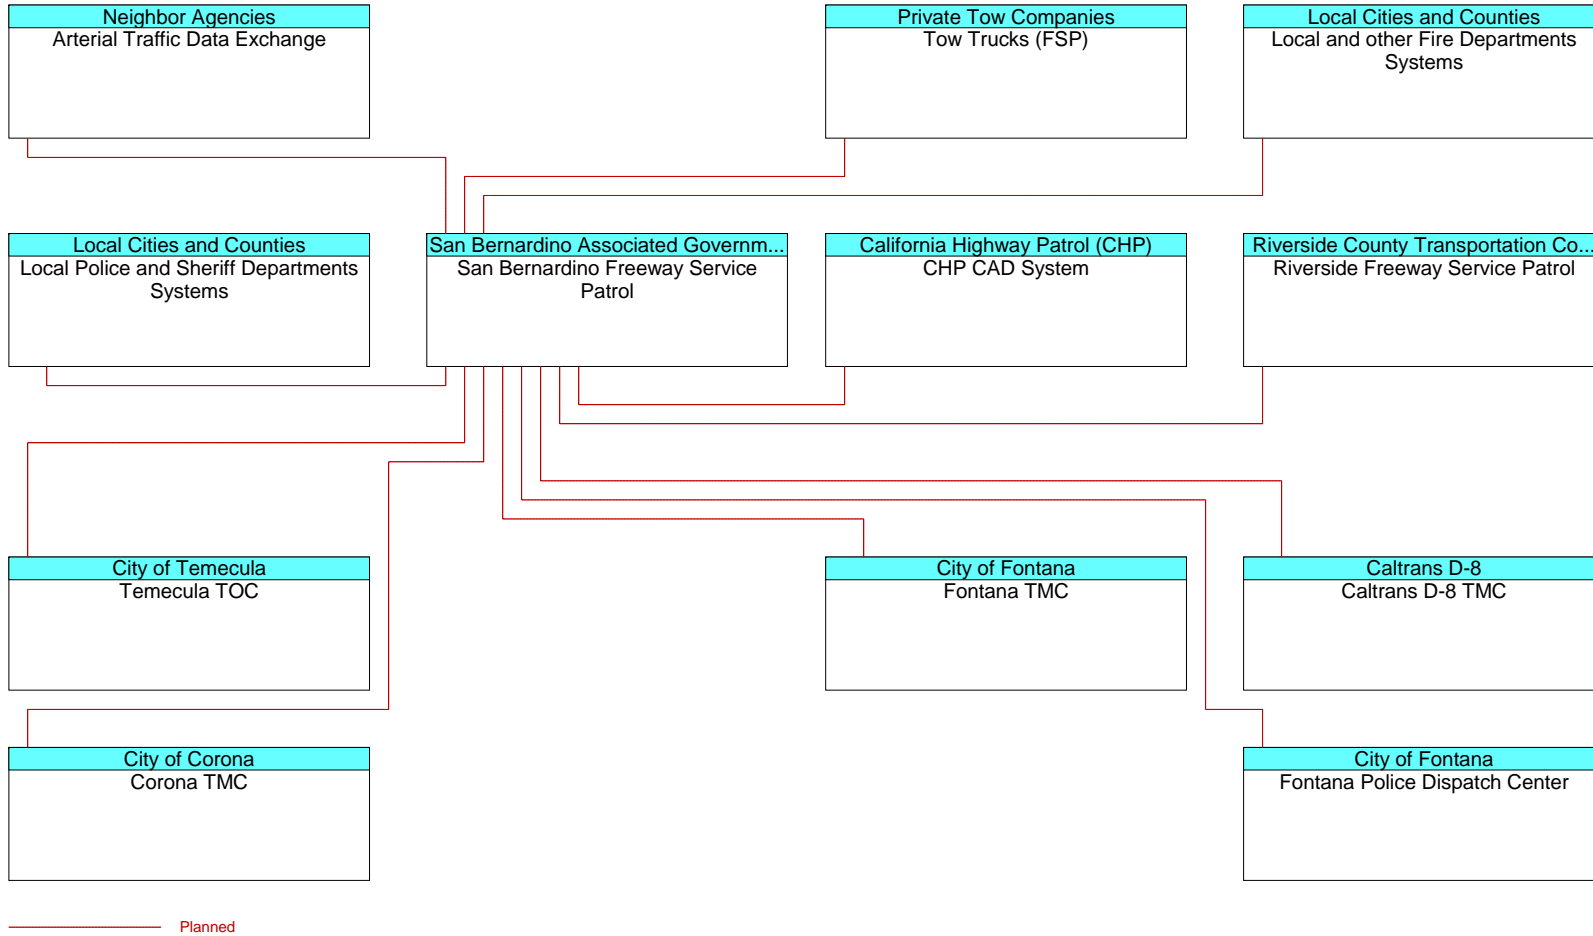 Neighbor Agencies
Arterial Traffic Data Exchange
Private Tow Companies
Tow Trucks (FSP)
Local Cities and Counties
Local and other Fire Departments
Systems
Local Cities and Counties
Local Police and Sheriff Departments
Systems
San Bernardino Associated Governm...
San Bernardino Freeway Service
Patrol
California Highway Patrol (CHP)
CHP CAD System
Riverside County Transportation Co...
Riverside Freeway Service Patrol
City of Temecula
Temecula TOC
City of Fontana
Fontana TMC
Caltrans D-8
Caltrans D-8 TMC
City of Corona
Corona TMC
City of Fontana
Fontana Police Dispatch Center
Planned